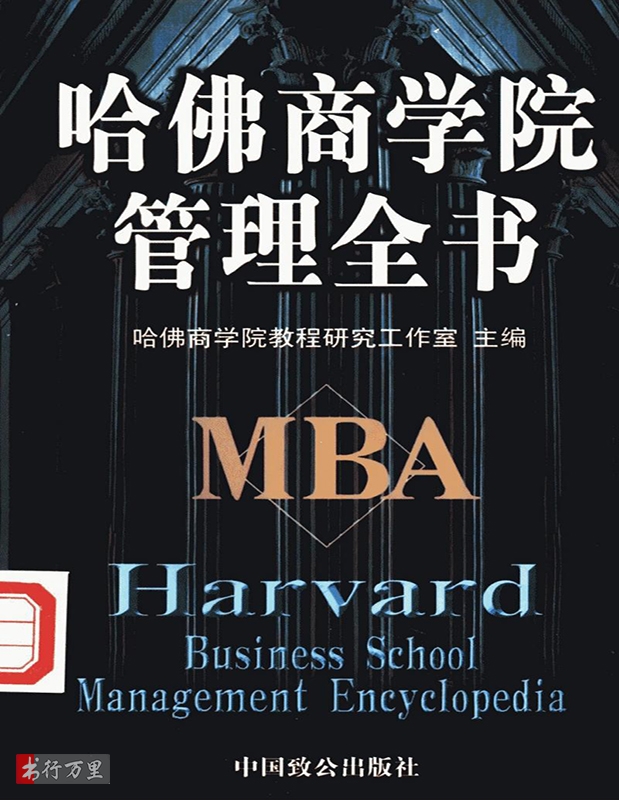 哈佛商学院
管理全书
哈佛商学院教程研究工作室 主编
MBA
Harvard
Business School
Management Encyclopedia
书行万里
中国致公出版社